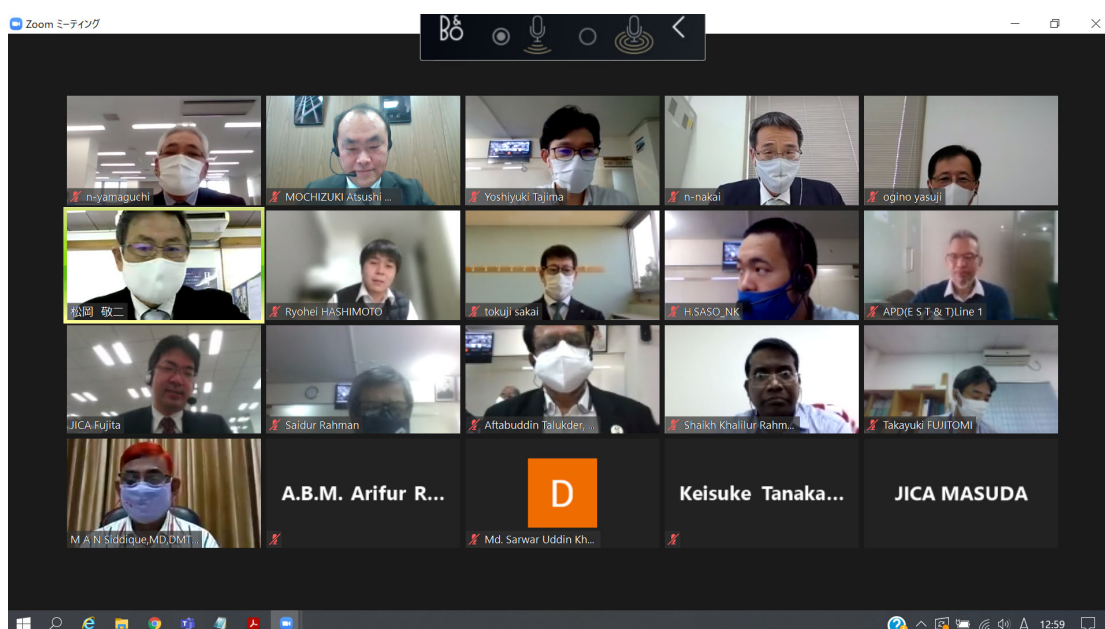 Zoom ミーティング
B&O
n-yamaguchi
MOCHIZUKI Atsushi ...
Yoshiyuki Tajima
n-nakai
ogino yasuji
松岡 敬二
Ryohei HASHIMOTO
tokuji sakai
H.SASO_NK
APD(E S T & T)Line 1
JICA Fujita
Saidur Rahman
Aftabuddin Talukder, ...
Shaikh Khalilur Rahm...
Takayuki FUJITOMI
M A N Siddique,MD,DMT...
A.B.M. Arifur R...
D
Md. Sarwar Uddin Kh...
Keisuke Tanaka...
JICA MASUDA
A
12:59